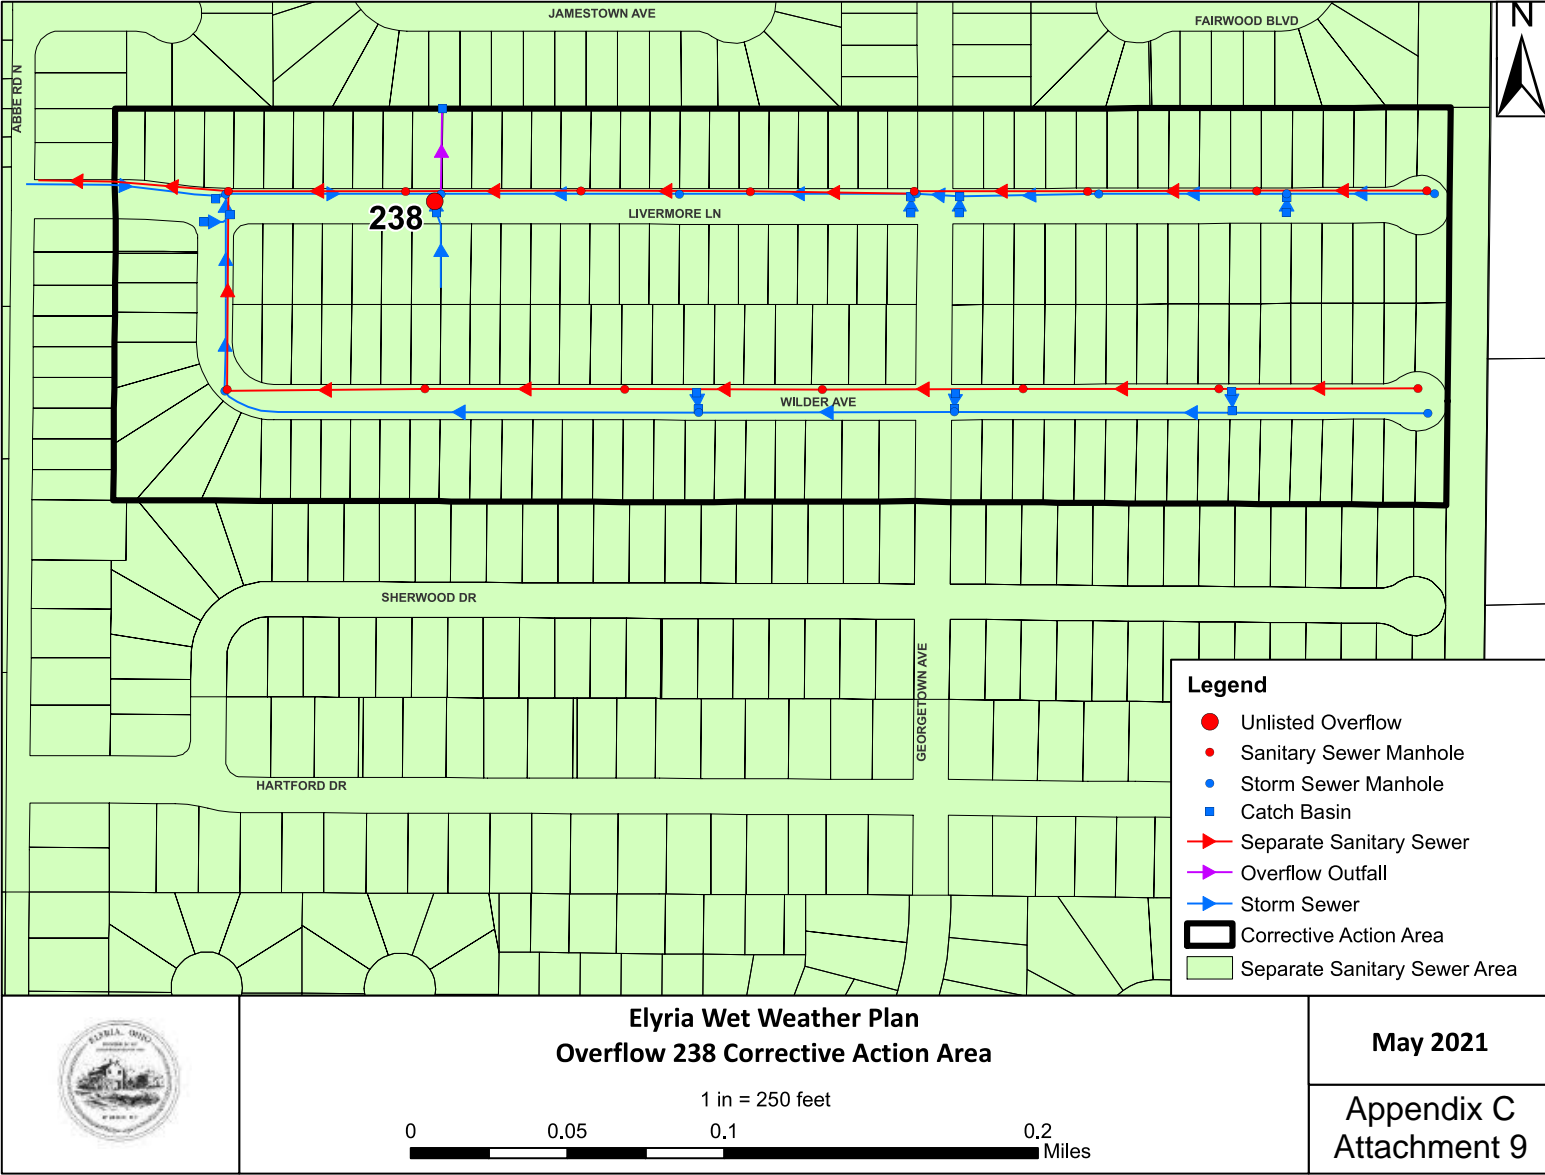 JAMESTOWN AVE
FAIRWOOD BLVD
N
ABBE RD N
238
LIVERMORE LN
WILDER AVE
SHERWOOD DR
GEORGETOWN AVE
HARTFORD DR
Legend
Unlisted Overflow
Sanitary Sewer Manhole
Storm Sewer Manhole
Catch Basin
Separate Sanitary Sewer
Overflow Outfall
Storm Sewer
Corrective Action Area
Separate Sanitary Sewer Area
ELYRIA, OHIO
Elyria Wet Weather Plan
Overflow 238 Corrective Action Area
1 in = 250 feet
0 0.05 0.1 0.2
Miles
May 2021
Appendix C
Attachment 9